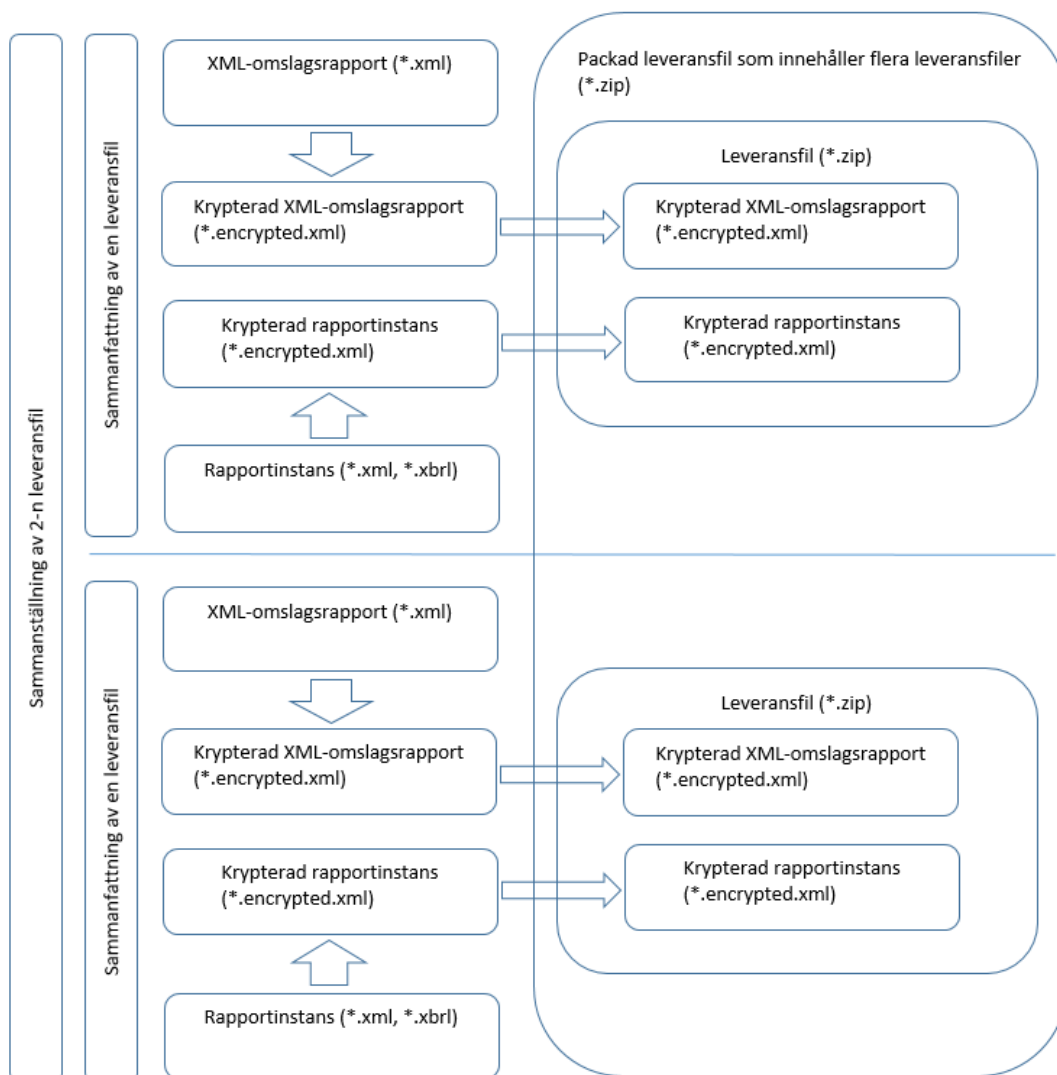 Sammanställning av 2-n leveransfil
Sammanfattning av en leveransfil
XML-omslagsrapport (*.xml)
Krypterad XML-omslagsrapport
(*.encrypted.xml)
Krypterad rapportinstans
(*.encrypted.xml)
Rapportinstans (*.xml, *.xbrl)
Packad leveransfil som innehåller flera leveransfiler
(*.zip)
Leveransfil (*.zip)
Krypterad XML-omslagsrapport
(*.encrypted.xml)
Krypterad rapportinstans
(*.encrypted.xml)
Sammanfattning av en leveransfil
XML-omslagsrapport (*.xml)
Krypterad XML-omslagsrapport
(*.encrypted.xml)
Krypterad rapportinstans
(*.encrypted.xml)
Rapportinstans (*.xml, *.xbrl)
Leveransfil (*.zip)
Krypterad XML-omslagsrapport
(*.encrypted.xml)
Krypterad rapportinstans
(*.encrypted.xml)